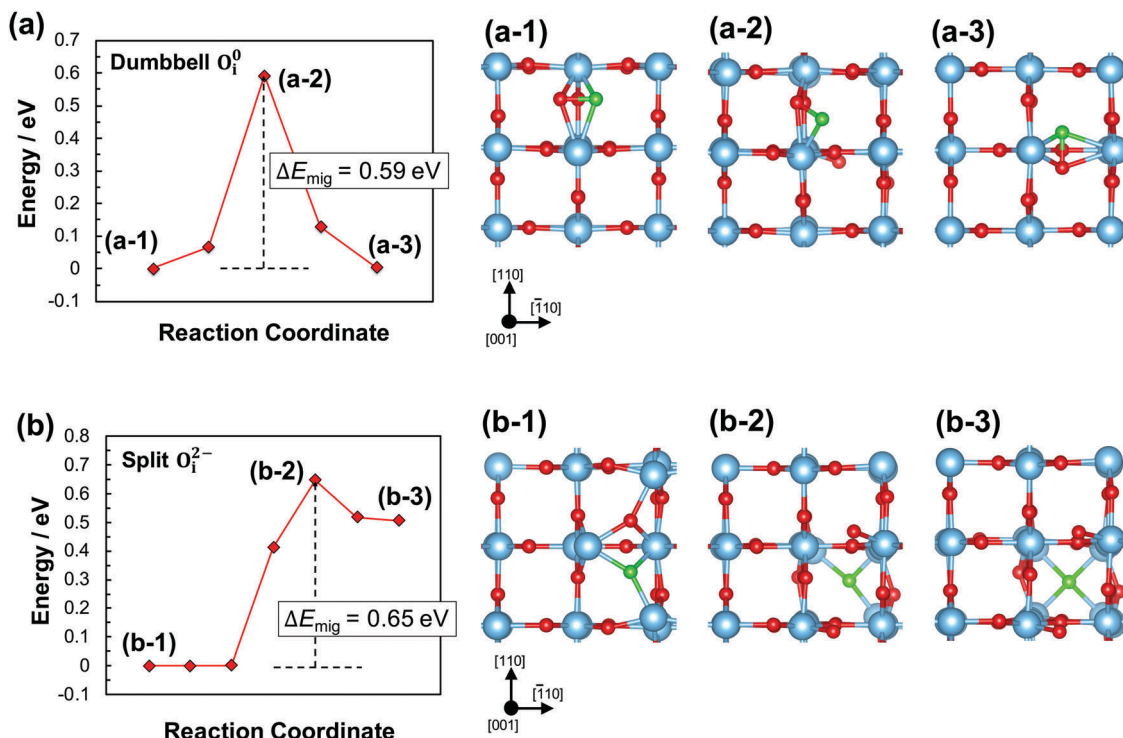 (a)
0.7
0.6
0.5
0.4
0.3
0.2
0.1
0
-0.1
Energy / eV
Dumbbell O_i^0
(a-2)
ΔE_mig = 0.59 eV
(a-1)
(a-3)
Reaction Coordinate
(a-1)
(a-2)
(a-3)
[110]
[1̄10]
[001]
(b)
0.8
0.7
0.6
0.5
0.4
0.3
0.2
0.1
0
-0.1
Energy / eV
Split O_i^{2−}
(b-2)
(b-3)
ΔE_mig = 0.65 eV
(b-1)
Reaction Coordinate
(b-1)
(b-2)
(b-3)
[110]
[1̄10]
[001]